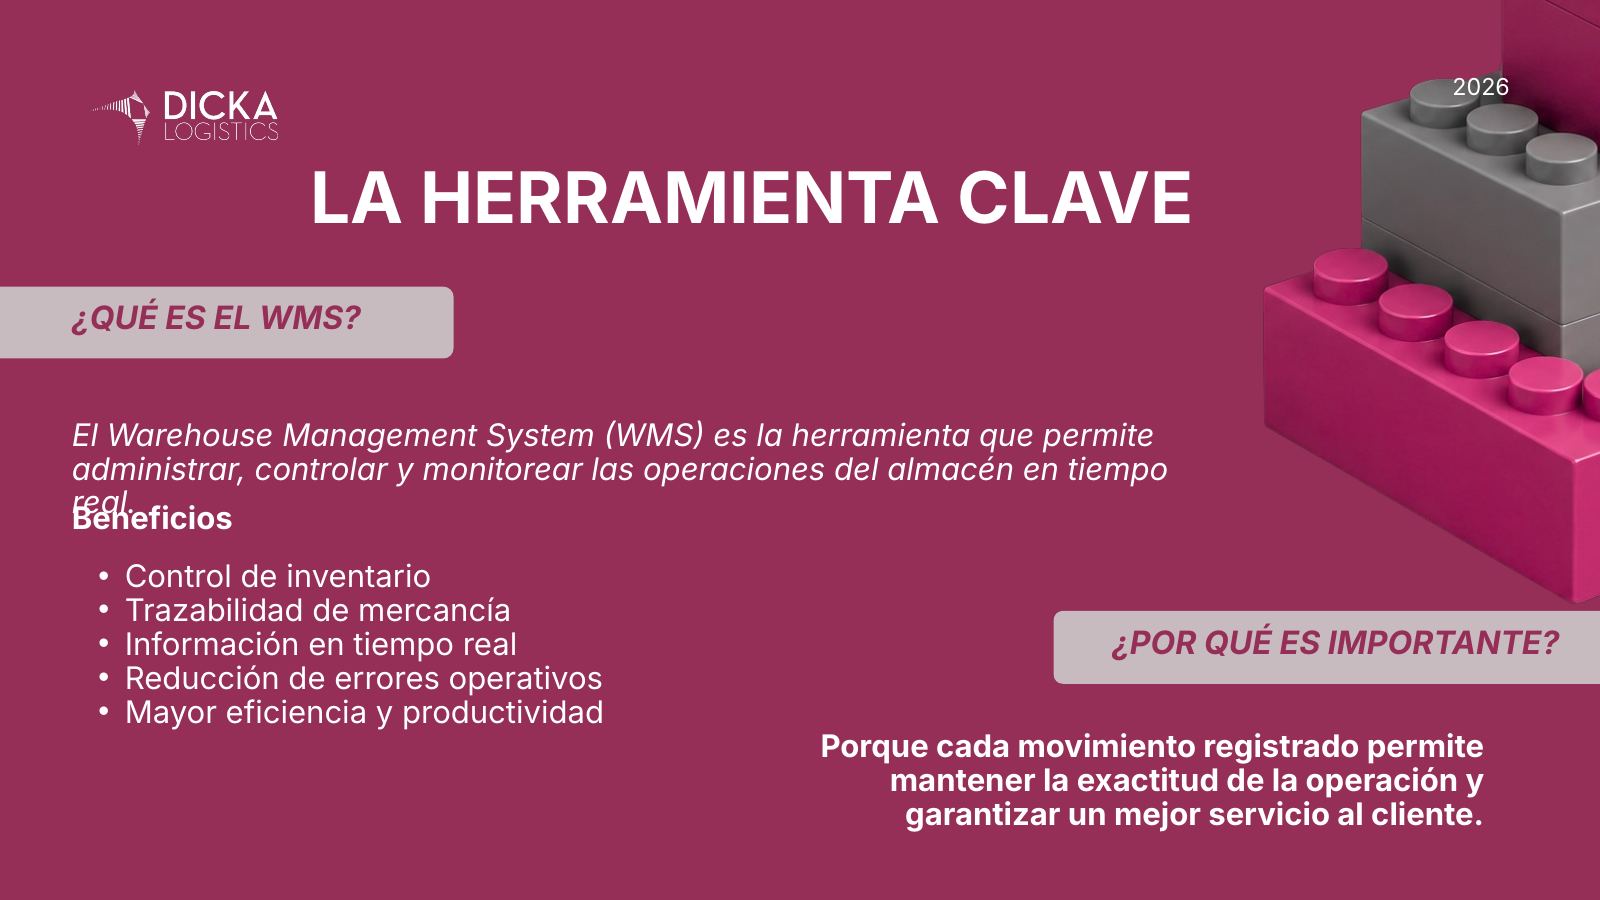 DICKA
LOGISTICS
2026
LA HERRAMIENTA CLAVE
¿QUÉ ES EL WMS?
El Warehouse Management System (WMS) es la herramienta que permite
administrar, controlar y monitorear las operaciones del almacén en tiempo
real.
Beneficios
• Control de inventario
• Trazabilidad de mercancía
• Información en tiempo real
• Reducción de errores operativos
• Mayor eficiencia y productividad
¿POR QUÉ ES IMPORTANTE?
Porque cada movimiento registrado permite
mantener la exactitud de la operación y
garantizar un mejor servicio al cliente.